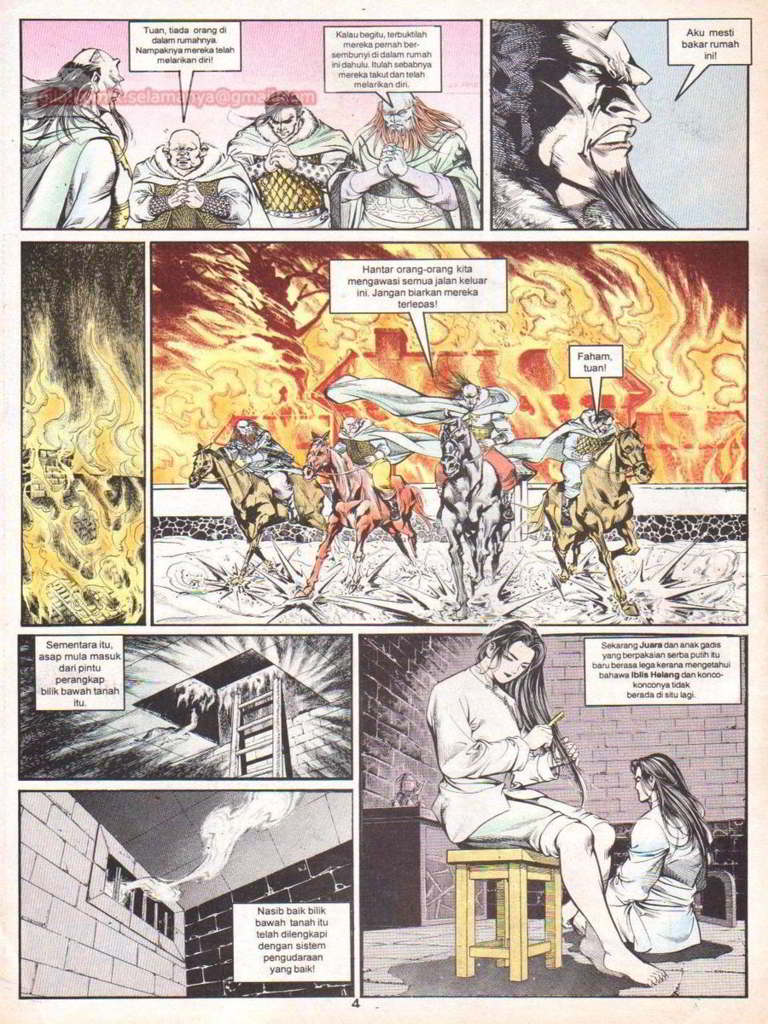 Tuan, tiada orang di
dalam rumahnya.
Nampaknya mereka telah
melarikan diri!
Kalau begitu, terbuktilah
mereka pernah ber-
sembunyi di dalam rumah
ini dahulu. Itulah sebabnya
mereka takut dan telah
melarikan diri.
Aku mesti
bakar rumah
ini!
Hantar orang-orang kita
mengawasi semua jalan keluar
ini. Jangan biarkan mereka
terlepas!
Faham,
tuan!
Sementara itu,
asap mula masuk
dari pintu
perangkap
bilik bawah tanah
itu.
Sekarang Juara dan anak gadis
yang berpakaian serba putih itu
baru berasa lega kerana mengetahui
bahawa Iblis Helang dan konco-
konconya tidak
berada di situ lagi.
Nasib baik bilik
bawah tanah itu
telah dilengkapi
dengan sistem
pengudaraan
yang baik!
4